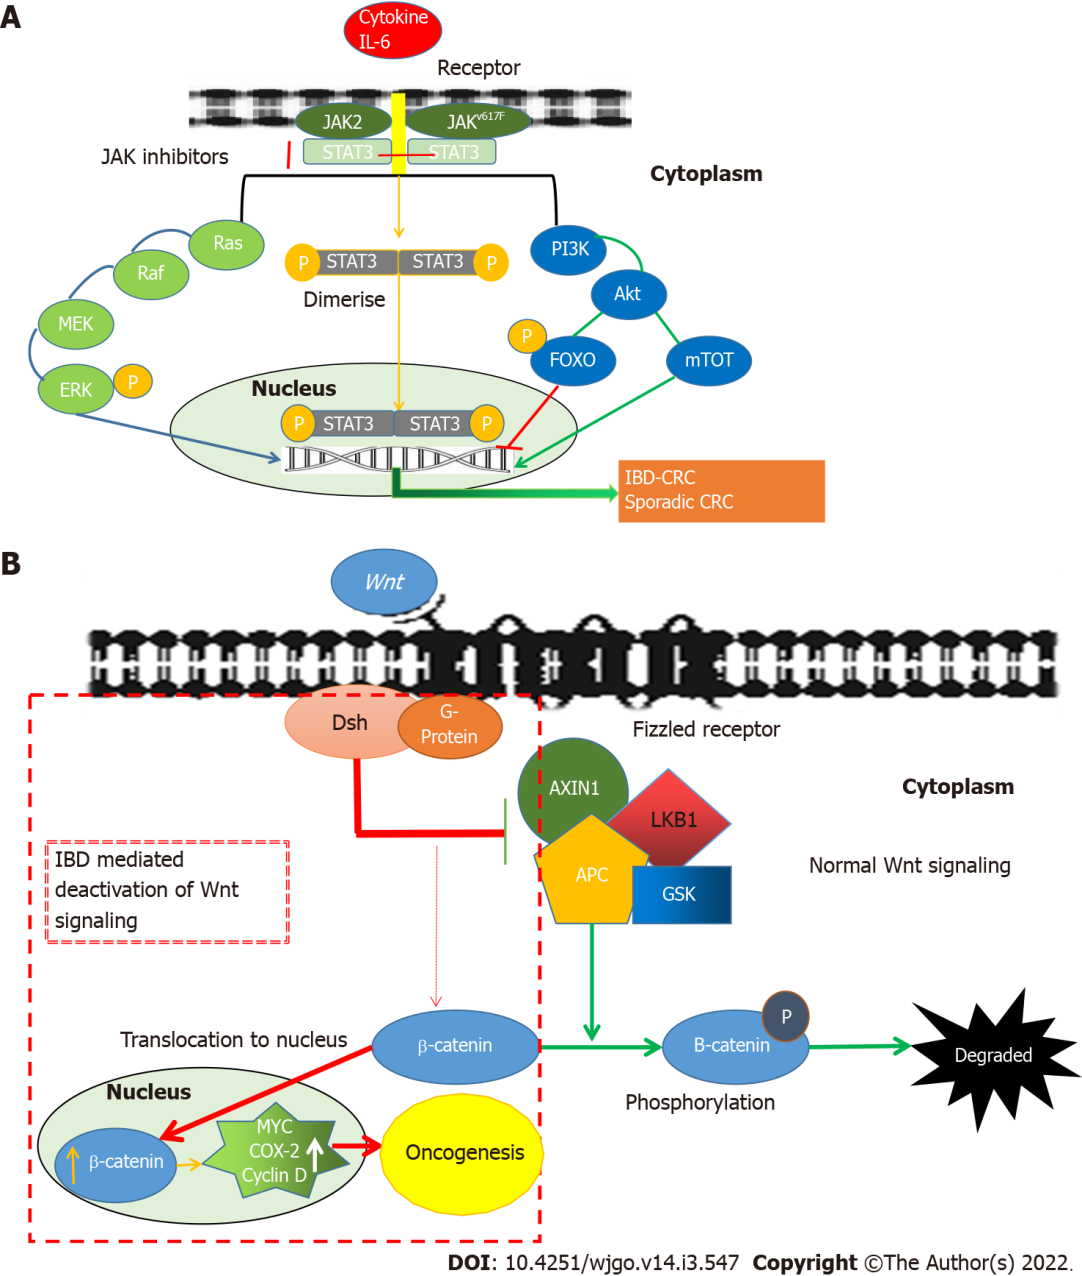 A
Cytokine
IL-6
Receptor
JAK2
JAKv617F
STAT3
STAT3
JAK inhibitors
Cytoplasm
Ras
PI3K
P
STAT3
STAT3
P
Raf
Akt
Dimerise
MEK
P
FOXO
mTOT
ERK
P
Nucleus
P
STAT3
STAT3
P
IBD-CRC
Sporadic CRC
B
Wnt
Dsh
G-
Protein
Fizzled receptor
AXIN1
Cytoplasm
LKB1
IBD mediated
deactivation of Wnt
signaling
APC
GSK
Normal Wnt signaling
P
Translocation to nucleus
β-catenin
B-catenin
Degraded
Nucleus
Phosphorylation
MYC
COX-2
Cyclin D
β-catenin
Oncogenesis
DOI: 10.4251/wjgo.v14.i3.547 Copyright ©The Author(s) 2022.